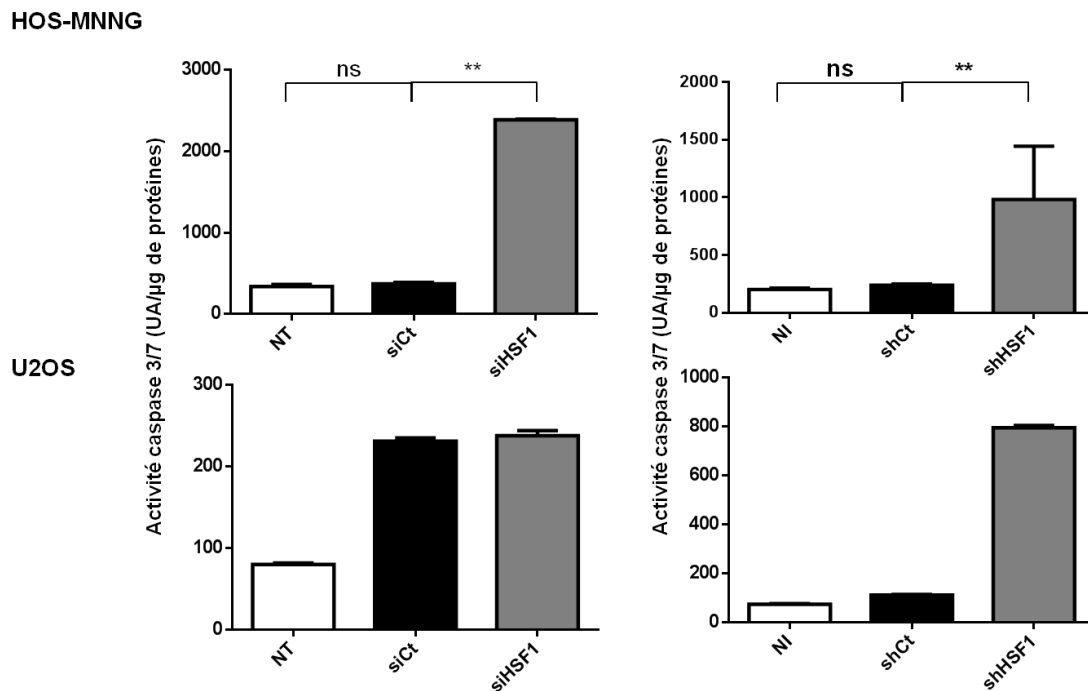 HOS-MNNG
Activité caspase 3/7 (UA/µg de protéines)
3000
2000
1000
0
ns
**
NT
siCt
siHSF1
Activité caspase 3/7 (UA/µg de protéines)
2000
1500
1000
500
0
ns
**
NI
shCt
shHSF1
U2OS
300
200
100
0
NT
siCt
siHSF1
1000
800
600
400
200
0
NI
shCt
shHSF1